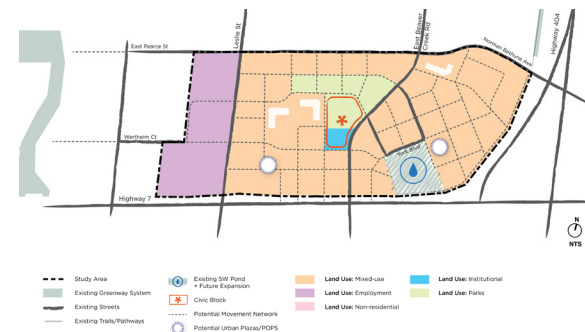 East Pearce St
Leslie St
East Beaver
Creek Rd
Norman Bethune Ave
Highway 404
Wertheim Ct
York Blvd
Highway 7
N
NTS
Study Area
Existing Greenway System
Existing Streets
Existing Trails/Pathways
Existing SW Pond
+ Future Expansion
Civic Block
Potential Movement Network
Potential Urban Plazas/POPS
Land Use: Mixed-use
Land Use: Employment
Land Use: Non-residential
Land Use: Institutional
Land Use: Parks